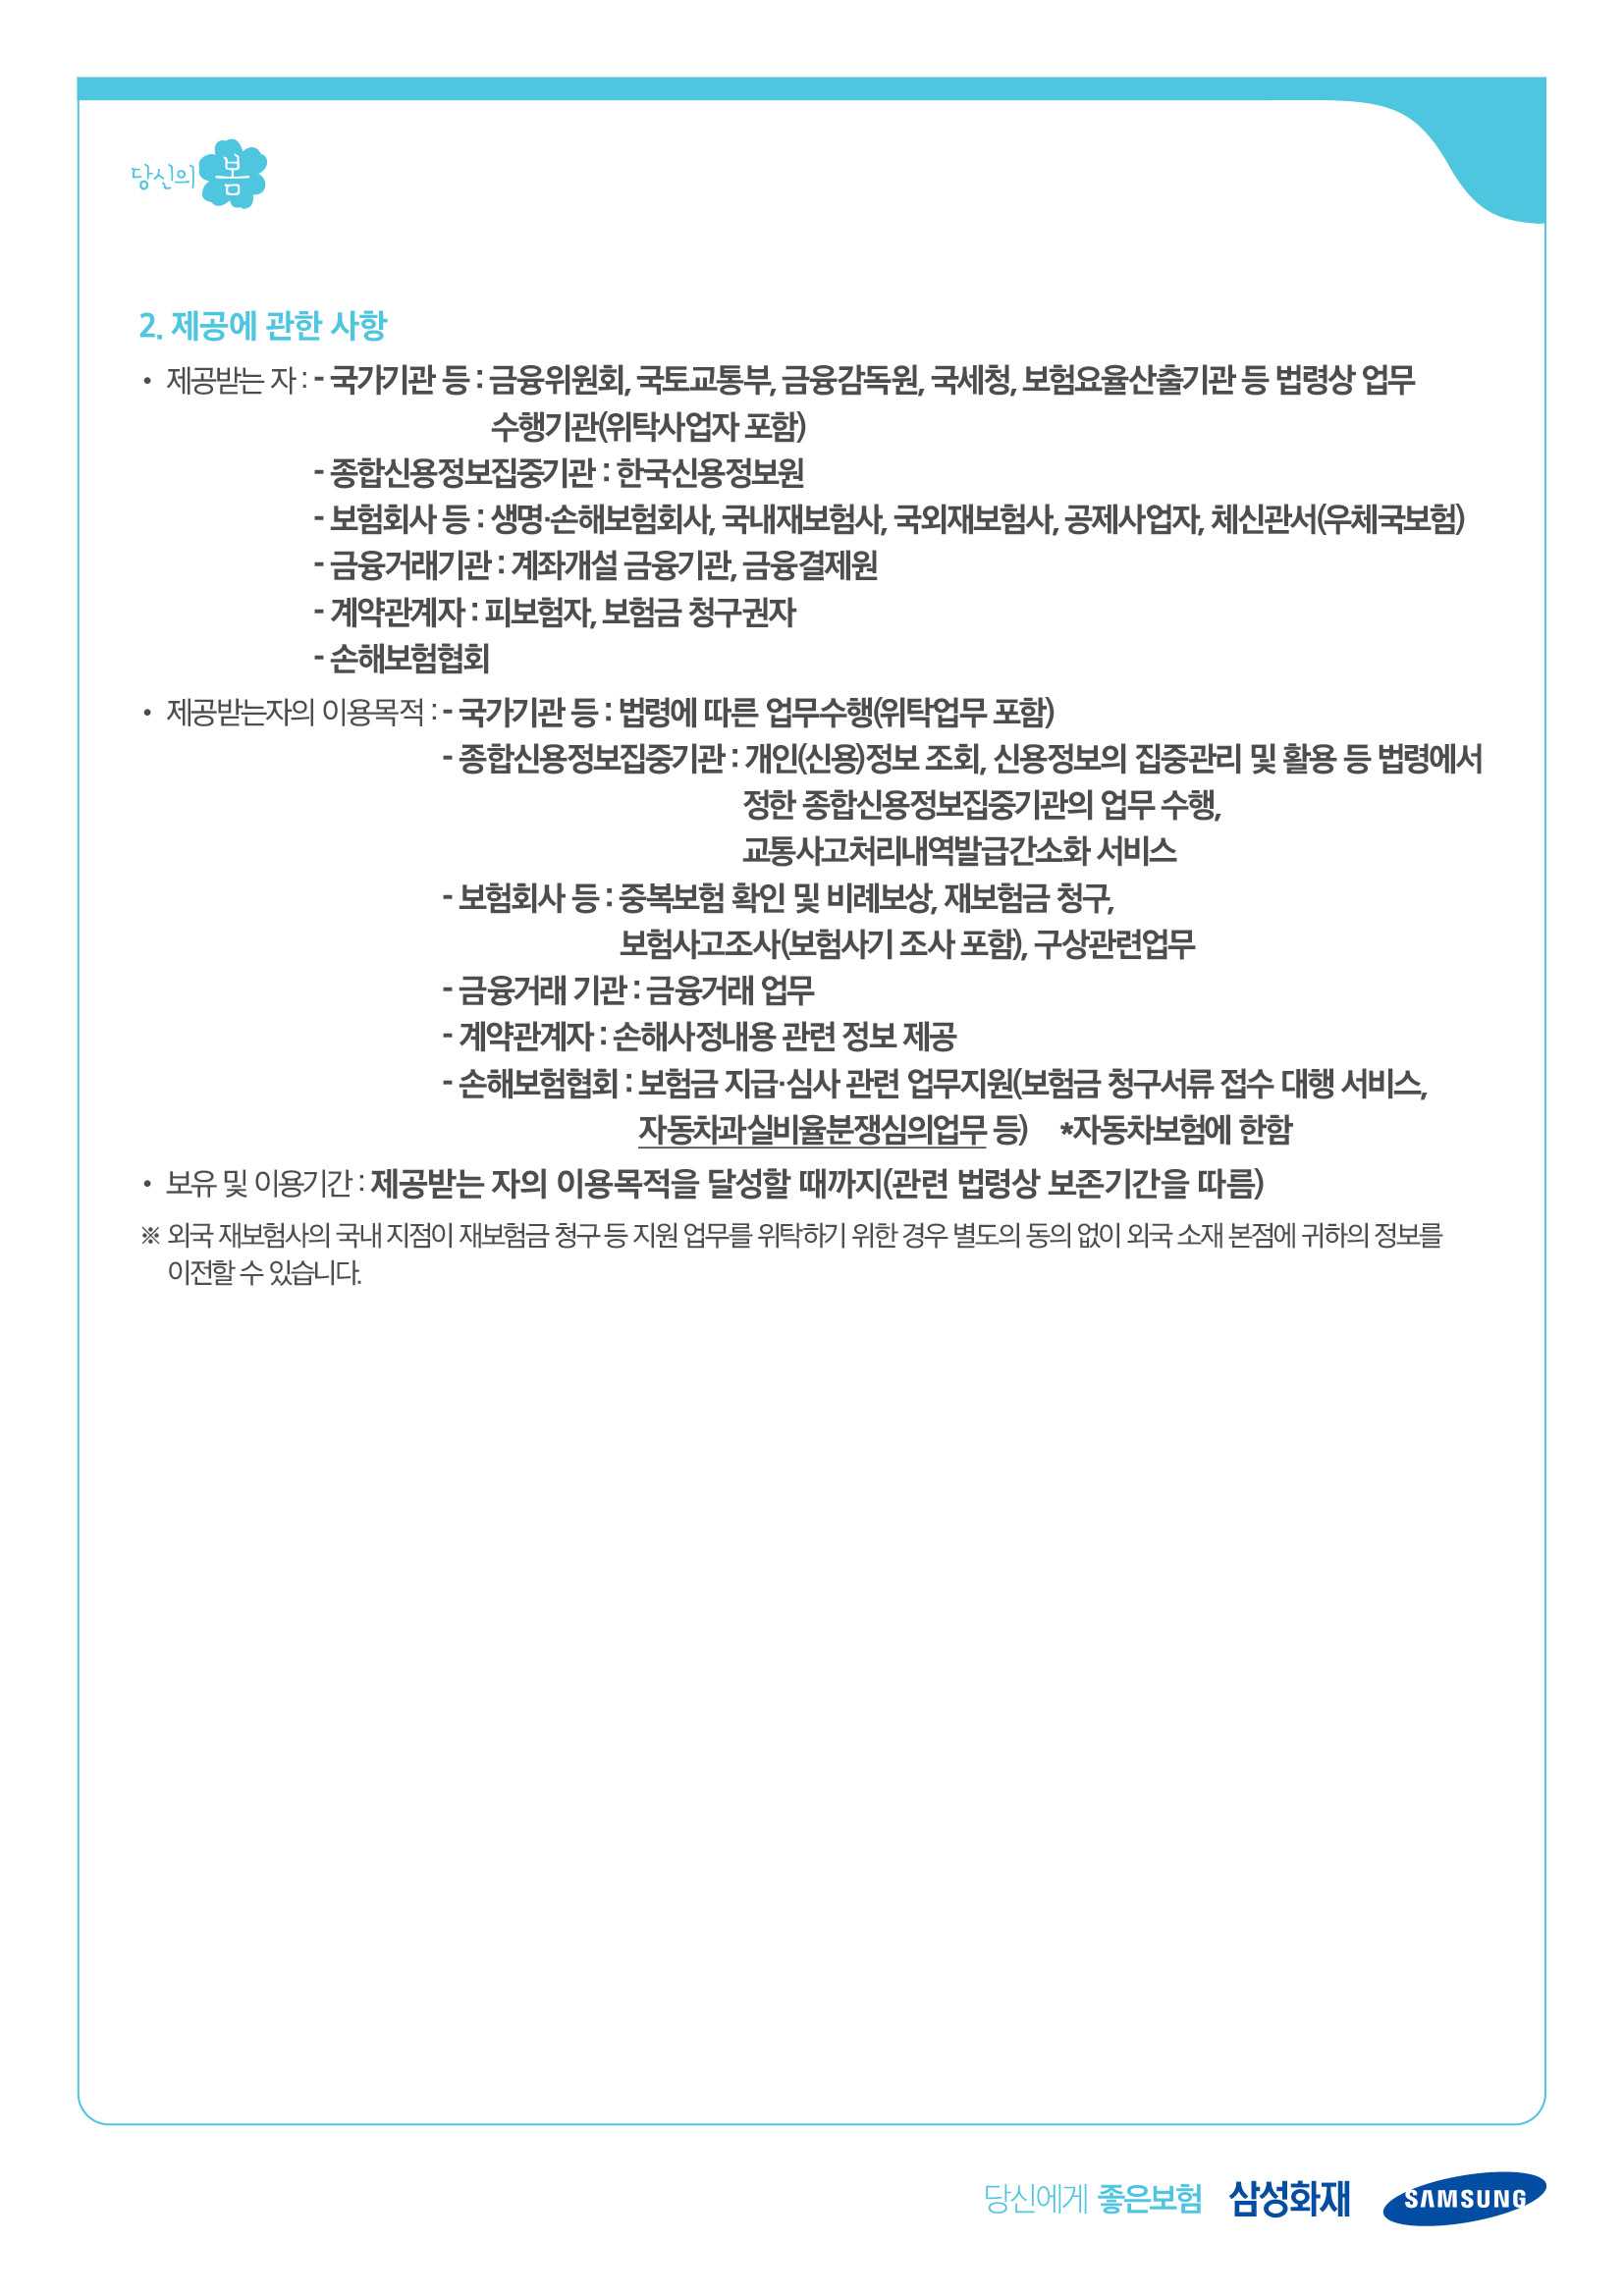 당신의 봄
2. 제공에 관한 사항
• 제공받는 자 : - 국가기관 등 : 금융위원회, 국토교통부, 금융감독원, 국세청, 보험요율산출기관 등 법령상 업무
수행기관(위탁사업자 포함)
- 종합신용정보집중기관 : 한국신용정보원
- 보험회사 등 : 생명·손해보험회사, 국내재보험사, 국외재보험사, 공제사업자, 체신관서(우체국보험)
- 금융거래기관 : 계좌개설 금융기관, 금융결제원
- 계약관계자 : 피보험자, 보험금 청구권자
- 손해보험협회
• 제공받는자의 이용목적 : - 국가기관 등 : 법령에 따른 업무수행(위탁업무 포함)
- 종합신용정보집중기관 : 개인(신용)정보 조회, 신용정보의 집중관리 및 활용 등 법령에서
정한 종합신용정보집중기관의 업무 수행,
교통사고처리내역발급간소화 서비스
- 보험회사 등 : 중복보험 확인 및 비례보상, 재보험금 청구,
보험사고조사(보험사기 조사 포함), 구상관련업무
- 금융거래 기관 : 금융거래 업무
- 계약관계자 : 손해사정내용 관련 정보 제공
- 손해보험협회 : 보험금 지급·심사 관련 업무지원(보험금 청구서류 접수 대행 서비스,
자동차과실비율분쟁심의업무 등) *자동차보험에 한함
• 보유 및 이용기간 : 제공받는 자의 이용목적을 달성할 때까지(관련 법령상 보존기간을 따름)
※ 외국 재보험사의 국내 지점이 재보험금 청구 등 지원 업무를 위탁하기 위한 경우 별도의 동의 없이 외국 소재 본점에 귀하의 정보를
이전할 수 있습니다.
당신에게 좋은보험 삼성화재 SAMSUNG